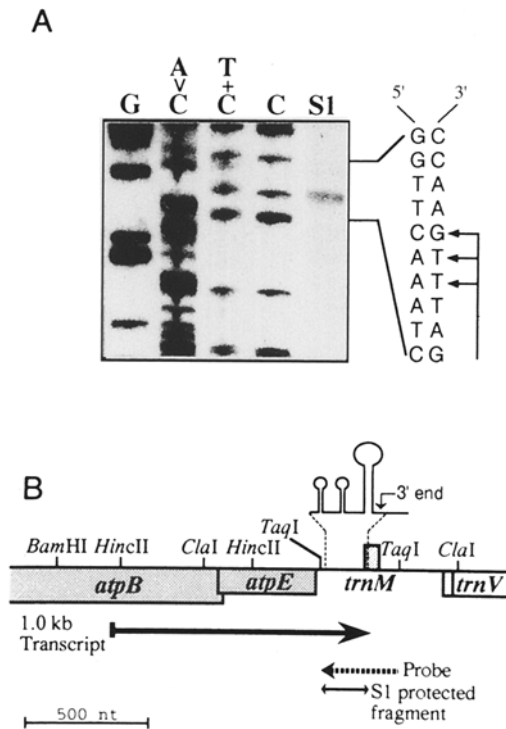 A
A
V
C
T
+
C
G
C
S1
5'
3'
G C
G C
T A
T A
C G
A T
A T
A T
T A
C G
B
3' end
TaqI
BamHI HincII ClaI HincII TaqI ClaI
atpB atpE trnM trnV
1.0 kb
Transcript
Probe
S1 protected
fragment
500 nt